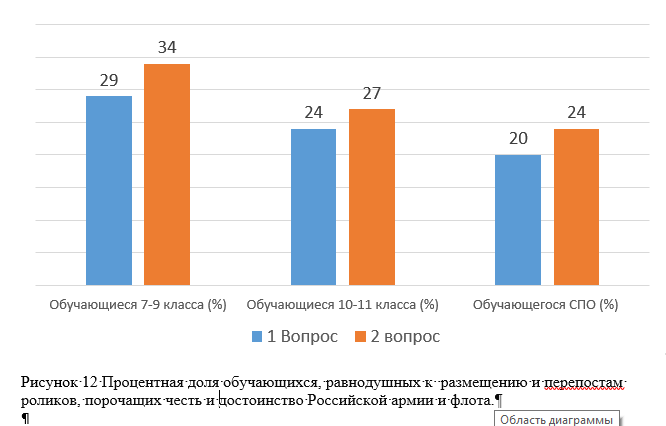 34
29
27
24
24
20
Обучающиеся 7-9 класса (%)
Обучающиеся 10-11 класса (%)
Обучающегося СПО (%)
1 Вопрос
2 вопрос
Рисунок·12·Процентная·доля·обучающихся,·равнодушных·к··размещению·и·перепостам·
роликов,·порочащих·честь·и·достоинство·Российской·армии·и·флота.¶
¶
Область диаграммы